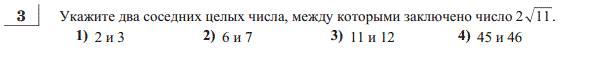 3 Укажите два соседних целых числа, между которыми заключено число 2√11.
1) 2 и 3 2) 6 и 7 3) 11 и 12 4) 45 и 46